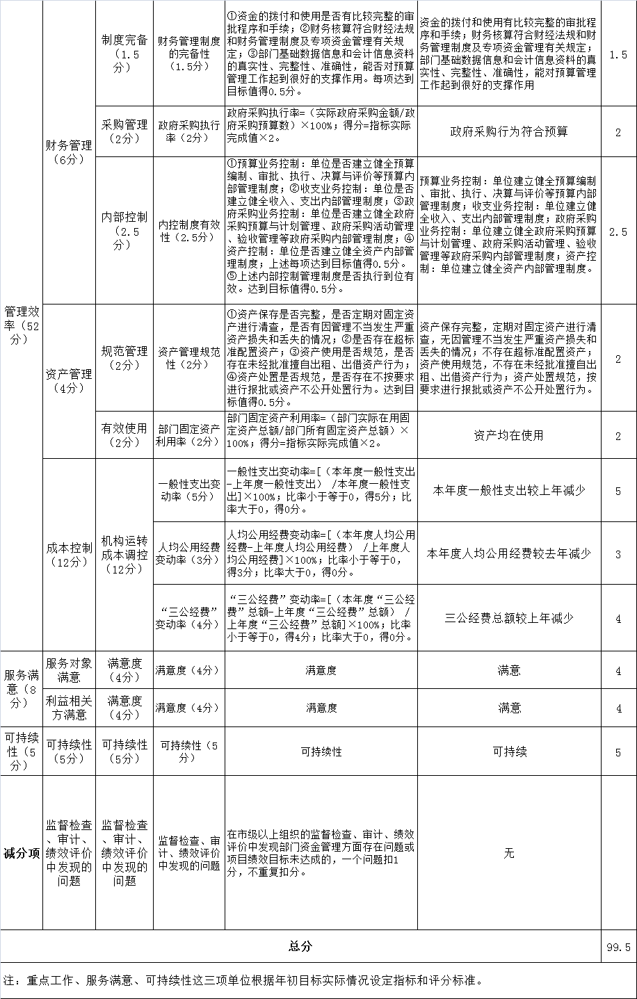 管理效
率（52
分）
财务管理
（6分）
制度完备
（1.5
分）
财务管理制度
的完备性
（1.5分）
①资金的拨付和使用是否有比较完整的审
批程序和手续；②财务核算符合财经法规
和财务管理制度及专项资金管理有关规
定；③部门基础数据信息和会计信息资料
的真实性、完整性、准确性，能否对预算
管理工作起到很好的支撑作用。每项达到
目标值得0.5分。
资金的拨付和使用有比较完整的审批程
序和手续；财务核算符合财经法规和财
务管理制度及专项资金管理有关规定；
部门基础数据信息和会计信息资料的真
实性、完整性、准确性，能对预算管理
工作起到很好的支撑作用
1.5
采购管理
（2分）
政府采购执行
率（2分）
政府采购执行率=（实际政府采购金额/政
府采购预算数）×100%；得分=指标实际
完成值×2。
政府采购行为符合预算
2
内部控制
（2.5
分）
内控制度有效
性（2.5分）
①预算业务控制：单位是否建立健全预算
编制、审批、执行、决算与评价等预算内
部管理制度；②收支业务控制：单位是否
建立健全收入、支出内部管理制度；③政
府采购业务控制：单位是否建立健全政府
采购预算与计划管理、政府采购活动管理
、验收管理等政府采购内部管理制度；④
资产控制：单位是否建立健全资产内部管
理制度；上述每项达到目标值得0.5分。
⑤上述内部控制管理制度是否执行到位有
效。达到目标值得0.5分。
预算业务控制：单位建立健全预算编制
、审批、执行、决算与评价等预算内部
管理制度；收支业务控制：单位建立健
全收入、支出内部管理制度；政府采购
业务控制：单位建立健全政府采购预算
与计划管理、政府采购活动管理、验收
管理等政府采购内部管理制度；资产控
制：单位建立健全资产内部管理制度。
2.5
资产管理
（4分）
规范管理
（2分）
资产管理规范
性（2分）
①资产保存是否完整，是否定期对固定资
产进行清查，是否有因管理不当发生严重
资产损失和丢失的情况；②是否存在超标
准配置资产；③资产使用是否规范，是否
存在未经批准擅自出租、出借资产行为；
④资产处置是否规范，是否存在不按要求
进行报批或资产不公开处置行为。达到目
标值得0.5分。
资产保存完整，定期对固定资产进行清
查，无因管理不当发生严重资产损失和
丢失的情况；不存在超标准配置资产；
资产使用规范，不存在未经批准擅自出
租、出借资产行为；资产处置规范，按
要求进行报批或资产不公开处置行为。
2
有效使用
（2分）
部门固定资产
利用率（2分）
部门固定资产利用率=（部门实际在用固
定资产总额/部门所有固定资产总额）×
100%；得分=指标实际完成值×2。
资产均在使用
2
成本控制
（12分）
机构运转
成本调控
（12分）
一般性支出变
动率（5分）
一般性支出变动率=[（本年度一般性支出
-上年度一般性支出） /本年度一般性支
出]×100%；比率小于等于0，得5分；比
率大于0，得0分。
本年度一般性支出较上年减少
5
人均公用经费
变动率（3分）
人均公用经费变动率=[（本年度人均公用
经费-上年度人均公用经费） /上年度人
均公用经费]×100%；比率小于等于0，
得3分；比率大于0，得0分。
本年度人均公用经费较去年减少
3
“三公经费”
变动率（4分）
“三公经费”变动率=[（本年度“三公经
费”总额-上年度“三公经费”总额） /
上年度“三公经费”总额]×100%；比率
小于等于0，得4分；比率大于0，得0分。
三公经费总额较上年减少
4
服务满
意（8
分）
服务对象
满意
满意度
（4分）
满意度（4分）
满意度
满意
4
利益相关
方满意
满意度
（4分）
满意度（4分）
满意度
满意
4
可持续
性（5
分）
可持续性
（5分）
可持续性
（5分）
可持续性（5
分）
可持续性
可持续
5
减分项
监督检查
、审计、
绩效评价
中发现的
问题
监督检查
、审计、
绩效评价
中发现的
问题
监督检查、审
计、绩效评价
中发现的问题
在市级以上组织的监督检查、审计、绩效
评价中发现部门资金管理方面存在问题或
项目绩效目标未达成的，一个问题扣1
分，不重复扣分。
无
总分
99.5
注：重点工作、服务满意、可持续性这三项单位根据年初目标实际情况设定指标和评分标准。